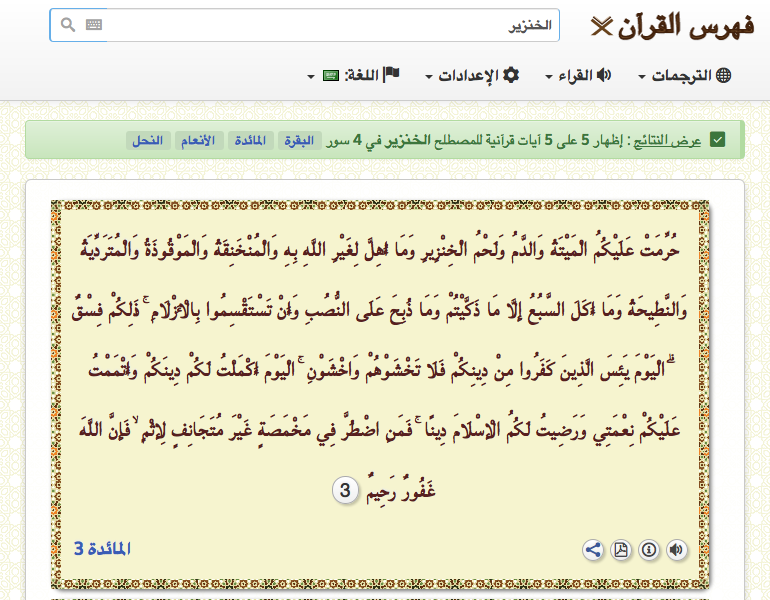 فهرس القرآن
الخنزير
الترجمات
القراء
الإعدادات
اللغة:
عرض النتائج : إظهار 5 على 5 آيات قرآنية للمصطلح الخنزير في 4 سور البقرة المائدة الأنعام النحل
حُرِّمَتْ عَلَيْكُمُ الْمَيْتَةُ وَالدَّمُ وَلَحْمُ الْخِنْزِيرِ وَمَا أُهِلَّ لِغَيْرِ اللَّهِ بِهِ وَالْمُنْخَنِقَةُ وَالْمَوْقُوذَةُ وَالْمُتَرَدِّيَةُ
وَالنَّطِيحَةُ وَمَا أَكَلَ السَّبُعُ إِلَّا مَا ذَكَّيْتُمْ وَمَا ذُبِحَ عَلَى النُّصُبِ وَأَنْ تَسْتَقْسِمُوا بِالْأَزْلَامِ ۚ ذَلِكُمْ فِسْقٌ
ۗ الْيَوْمَ يَئِسَ الَّذِينَ كَفَرُوا مِنْ دِينِكُمْ فَلَا تَخْشَوْهُمْ وَاخْشَوْنِ ۚ الْيَوْمَ أَكْمَلْتُ لَكُمْ دِينَكُمْ وَأَتْمَمْتُ
عَلَيْكُمْ نِعْمَتِي وَرَضِيتُ لَكُمُ الْإِسْلَامَ دِينًا ۚ فَمَنِ اضْطُرَّ فِي مَخْمَصَةٍ غَيْرَ مُتَجَانِفٍ لِإِثْمٍ ۙ فَإِنَّ اللَّهَ
غَفُورٌ رَحِيمٌ 3
المائدة 3